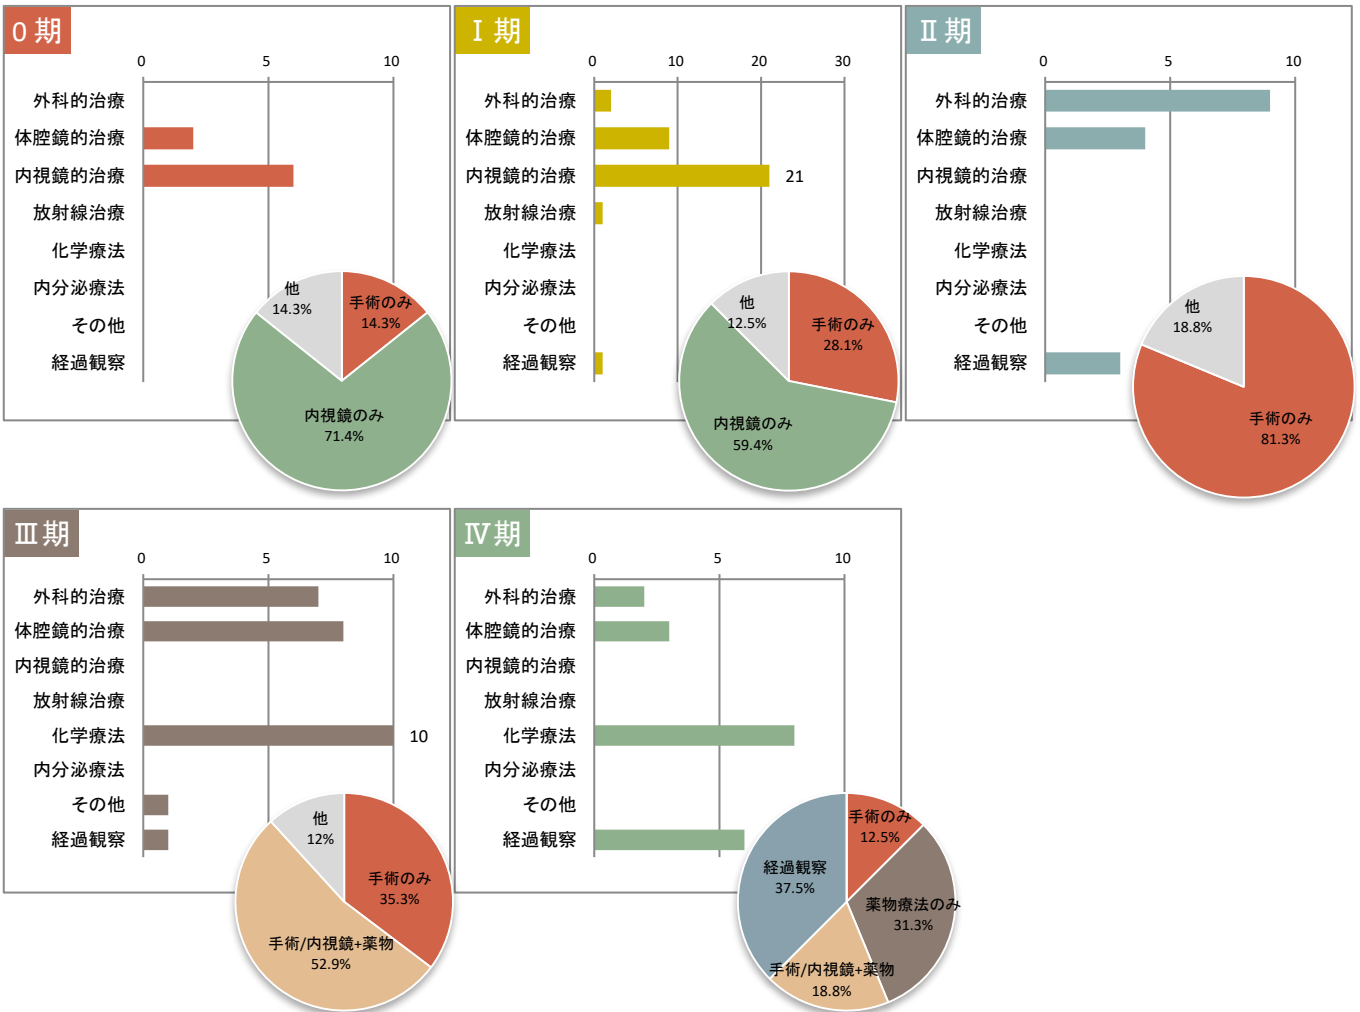 0 期
0 5 10
外科的治療
体腔鏡的治療
内視鏡的治療
放射線治療
化学療法
内分泌療法
その他
経過観察
他
14.3%
手術のみ
14.3%
内視鏡のみ
71.4%
Ⅰ 期
0 10 20 30
外科的治療
体腔鏡的治療
内視鏡的治療 21
放射線治療
化学療法
内分泌療法
その他
経過観察
他
12.5%
手術のみ
28.1%
内視鏡のみ
59.4%
Ⅱ 期
0 5 10
外科的治療
体腔鏡的治療
内視鏡的治療
放射線治療
化学療法
内分泌療法
その他
経過観察
他
18.8%
手術のみ
81.3%
Ⅲ 期
0 5 10
外科的治療
体腔鏡的治療
内視鏡的治療
放射線治療
化学療法 10
内分泌療法
その他
経過観察
他
12%
手術のみ
35.3%
手術/内視鏡+薬物
52.9%
Ⅳ 期
0 5 10
外科的治療
体腔鏡的治療
内視鏡的治療
放射線治療
化学療法
内分泌療法
その他
経過観察
手術のみ
12.5%
経過観察
37.5%
薬物療法のみ
31.3%
手術/内視鏡+薬物
18.8%